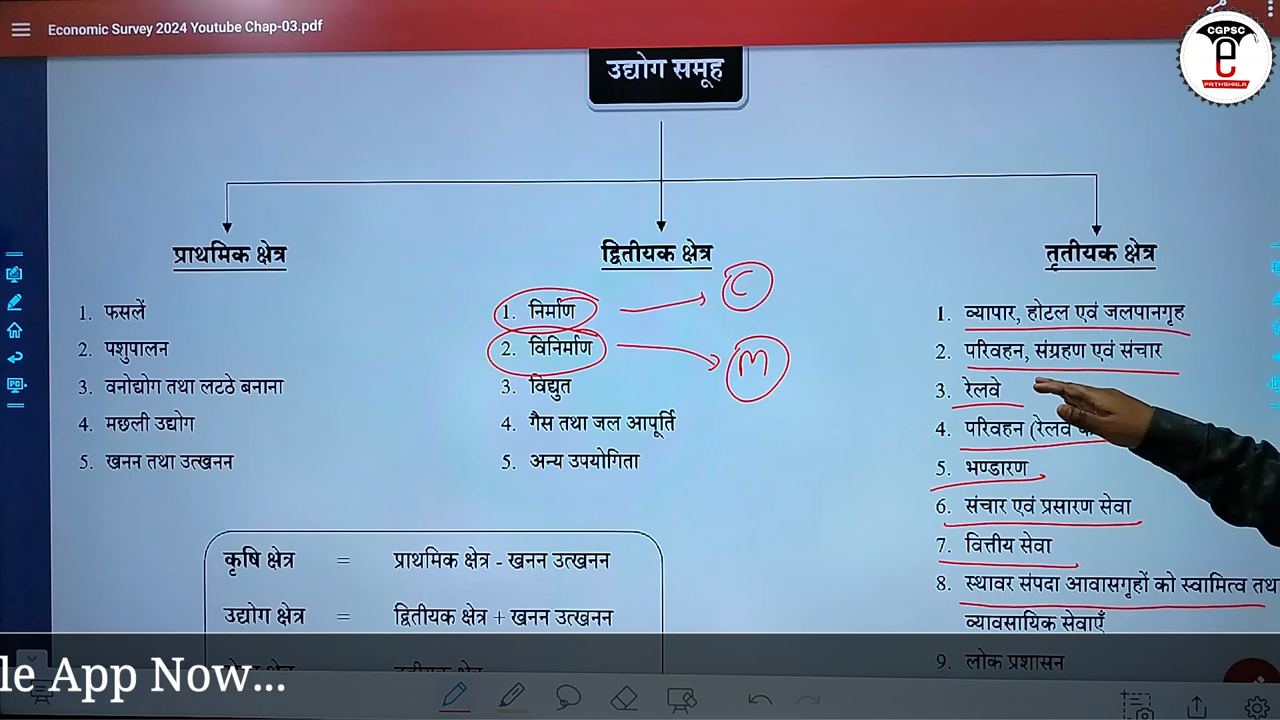 Economic Survey 2024 Youtube Chap-03.pdf
CGPSC
e
PATHSHALA
उद्योग समूह
प्राथमिक क्षेत्र
1. फसलें
2. पशुपालन
3. वनोद्योग तथा लटठे बनाना
4. मछली उद्योग
5. खनन तथा उत्खनन
द्वितीयक क्षेत्र
1. निर्माण
C
2. विनिर्माण
M
3. विद्युत
4. गैस तथा जल आपूर्ति
5. अन्य उपयोगिता
तृतीयक क्षेत्र
1. व्यापार, होटल एवं जलपानगृह
2. परिवहन, संग्रहण एवं संचार
3. रेलवे
4. परिवहन (रेलवे
5. भण्डारण
6. संचार एवं प्रसारण सेवा
7. वित्तीय सेवा
8. स्थावर संपदा आवासगृहों को स्वामित्व तथ
व्यावसायिक सेवाएँ
9. लोक प्रशासन
कृषि क्षेत्र = प्राथमिक क्षेत्र - खनन उत्खनन
उद्योग क्षेत्र = द्वितीयक क्षेत्र + खनन उत्खनन
le App Now...